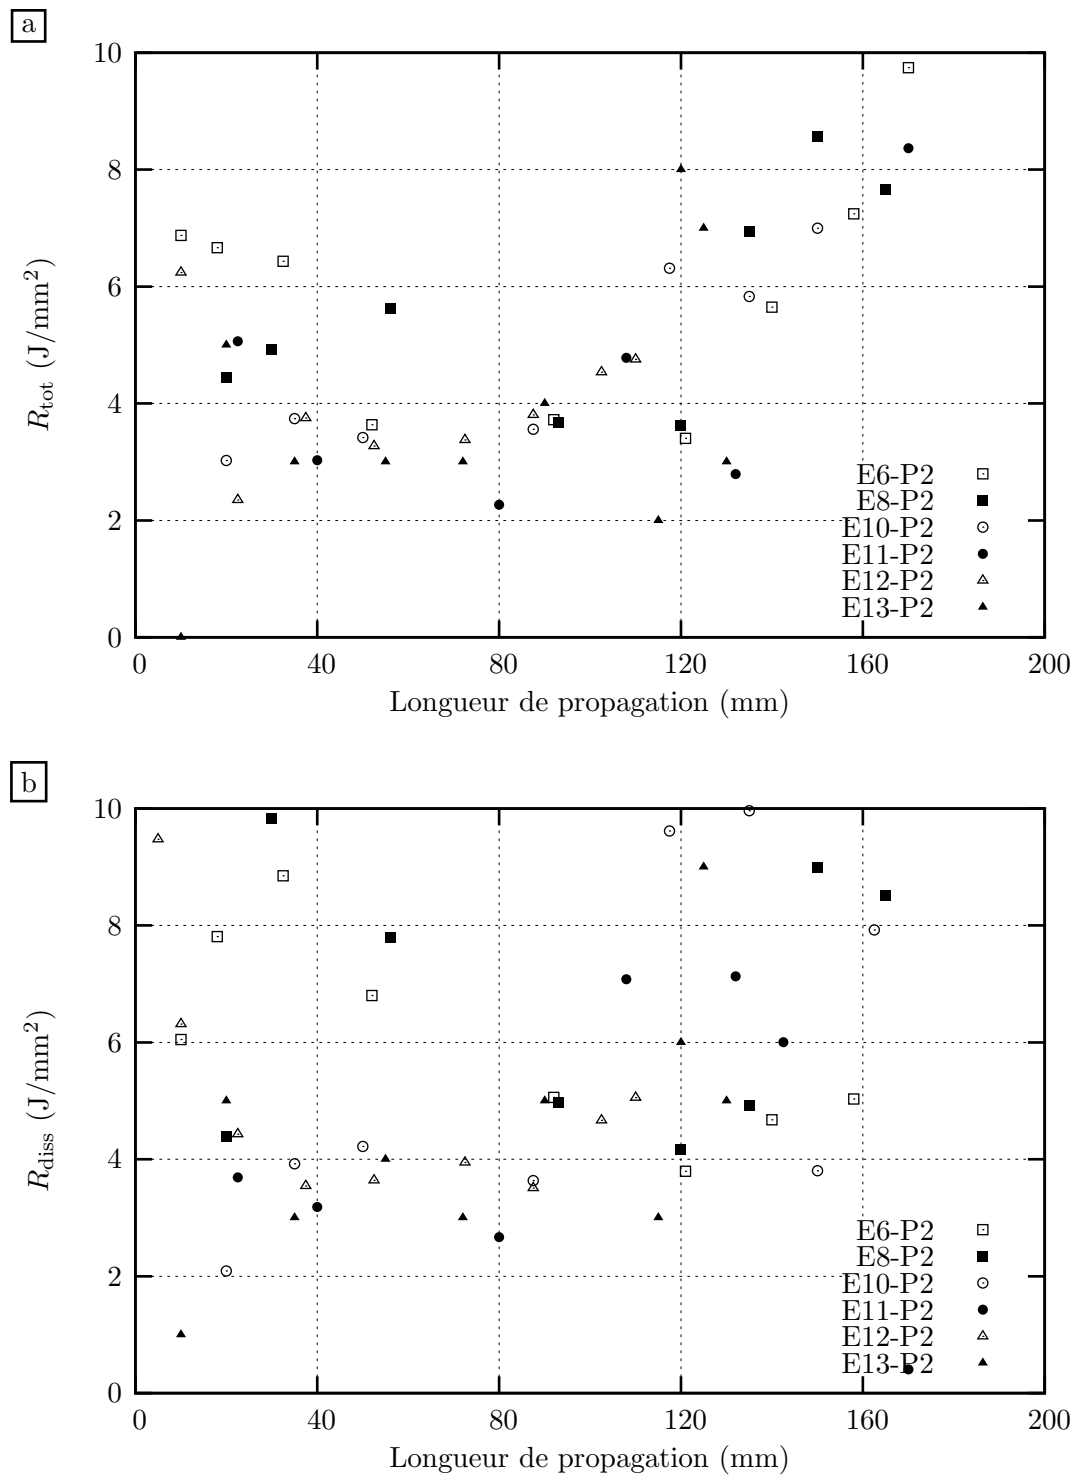 a
10
8
6
4
2
0
R_tot (J/mm²)
E6-P2
E8-P2
E10-P2
E11-P2
E12-P2
E13-P2
0 40 80 120 160 200
Longueur de propagation (mm)
b
10
8
6
4
2
0
R_diss (J/mm²)
E6-P2
E8-P2
E10-P2
E11-P2
E12-P2
E13-P2
0 40 80 120 160 200
Longueur de propagation (mm)